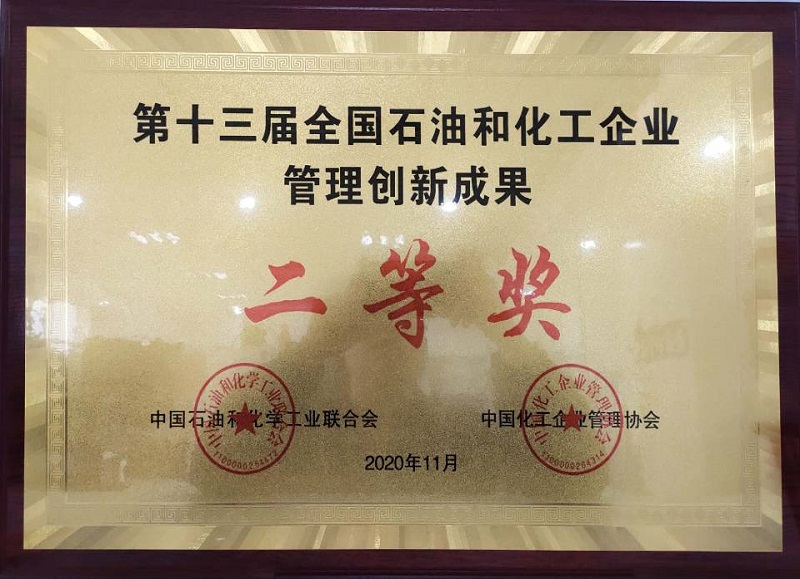 第十三届全国石油和化工企业
管理创新成果
二等奖
中国石油和化学工业联合会
中国化工企业管理协会
2020年11月